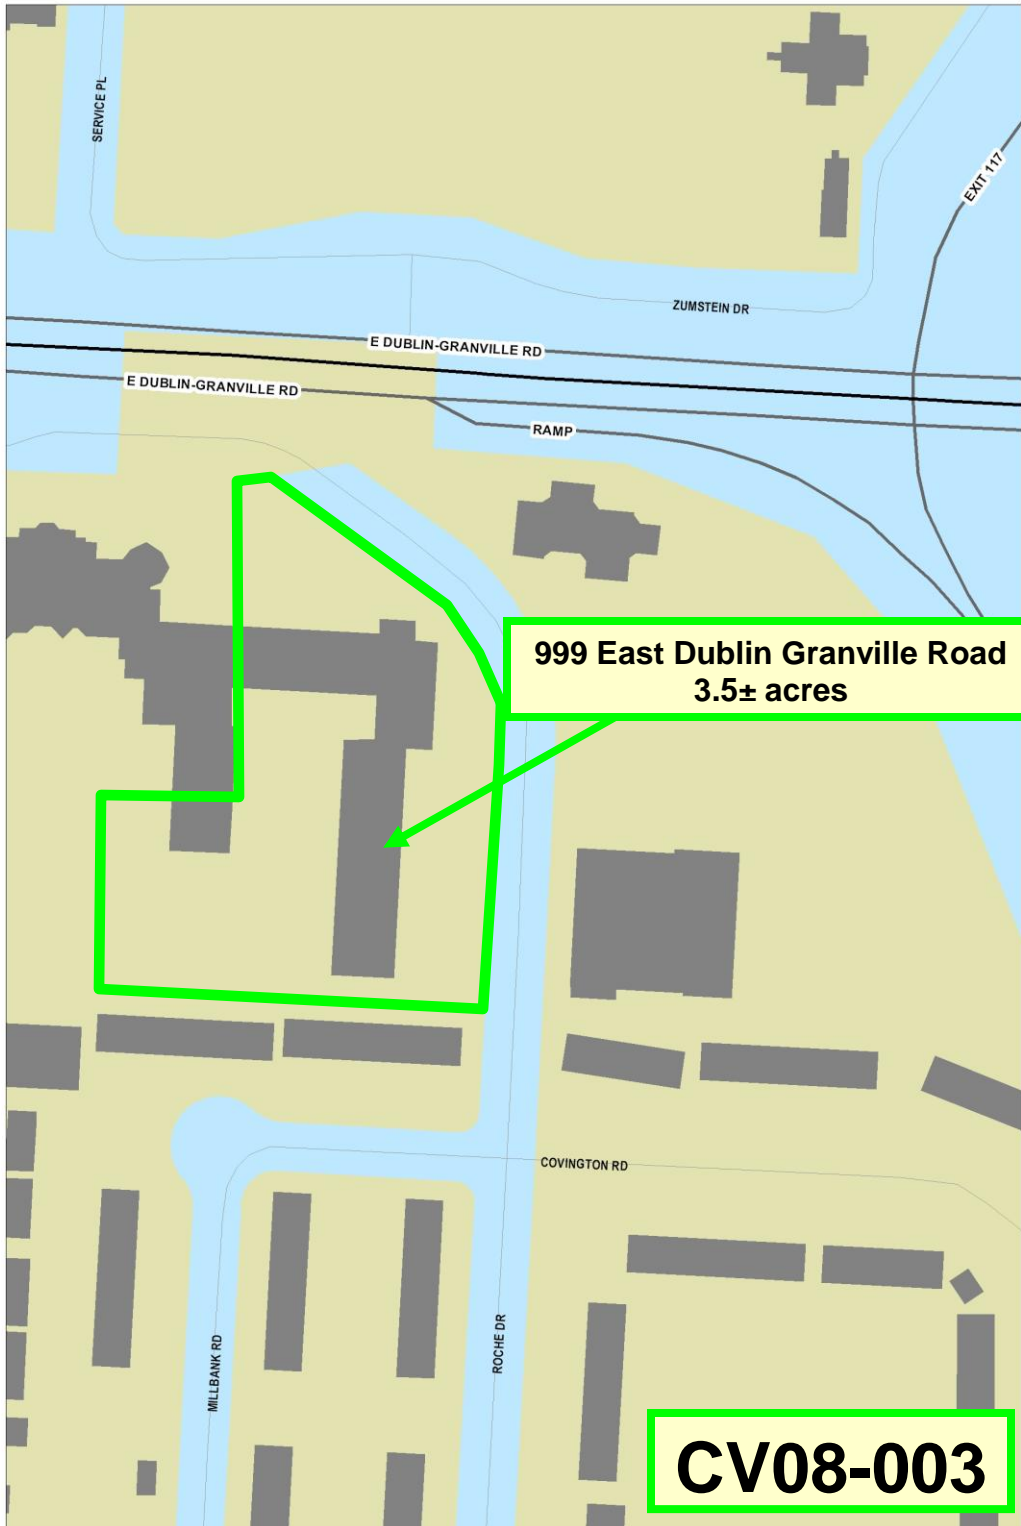 SERVICE PL
EXIT 117
ZUMSTEIN DR
E DUBLIN-GRANVILLE RD
E DUBLIN-GRANVILLE RD
RAMP
999 East Dublin Granville Road
3.5± acres
COVINGTON RD
MILLBANK RD
ROCHE DR
CV08-003